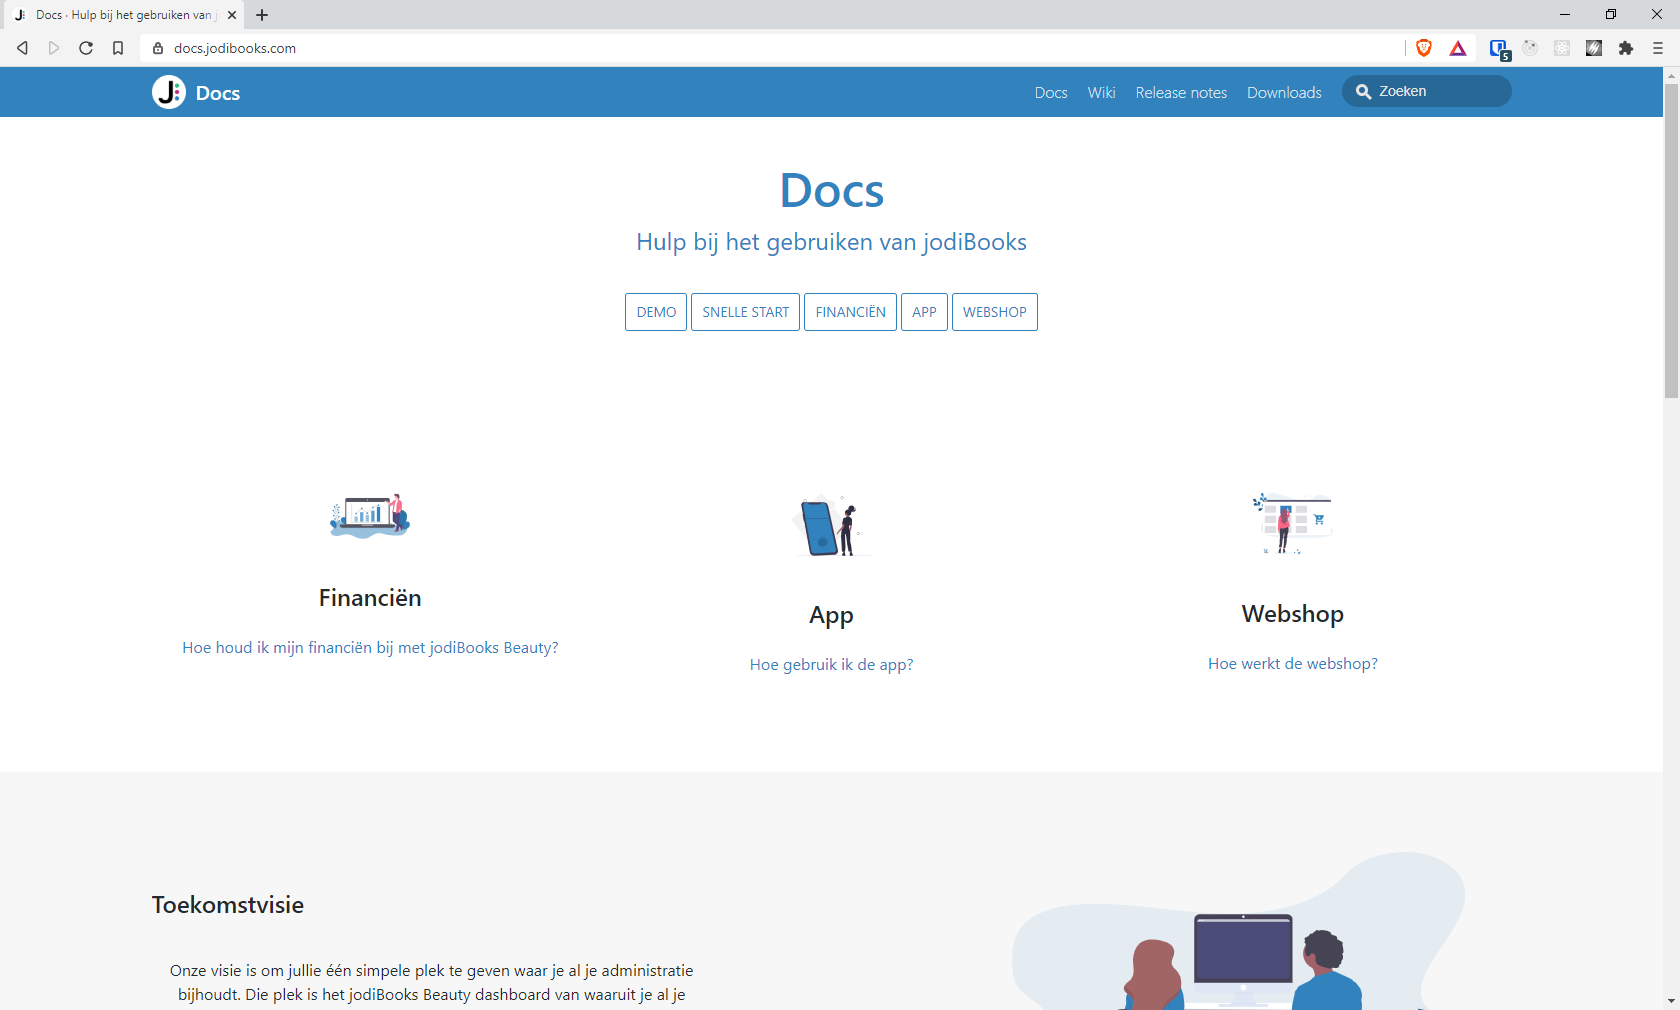 Docs · Hulp bij het gebruiken van
docs.jodibooks.com
5
J Docs
Docs Wiki Release notes Downloads Zoeken
Docs
Hulp bij het gebruiken van jodiBooks
DEMO SNELLE START FINANCIËN APP WEBSHOP
Financiën
Hoe houd ik mijn financiën bij met jodiBooks Beauty?
App
Hoe gebruik ik de app?
Webshop
Hoe werkt de webshop?
Toekomstvisie
Onze visie is om jullie één simpele plek te geven waar je al je administratie
bijhoudt. Die plek is het jodiBooks Beauty dashboard van waaruit je al je